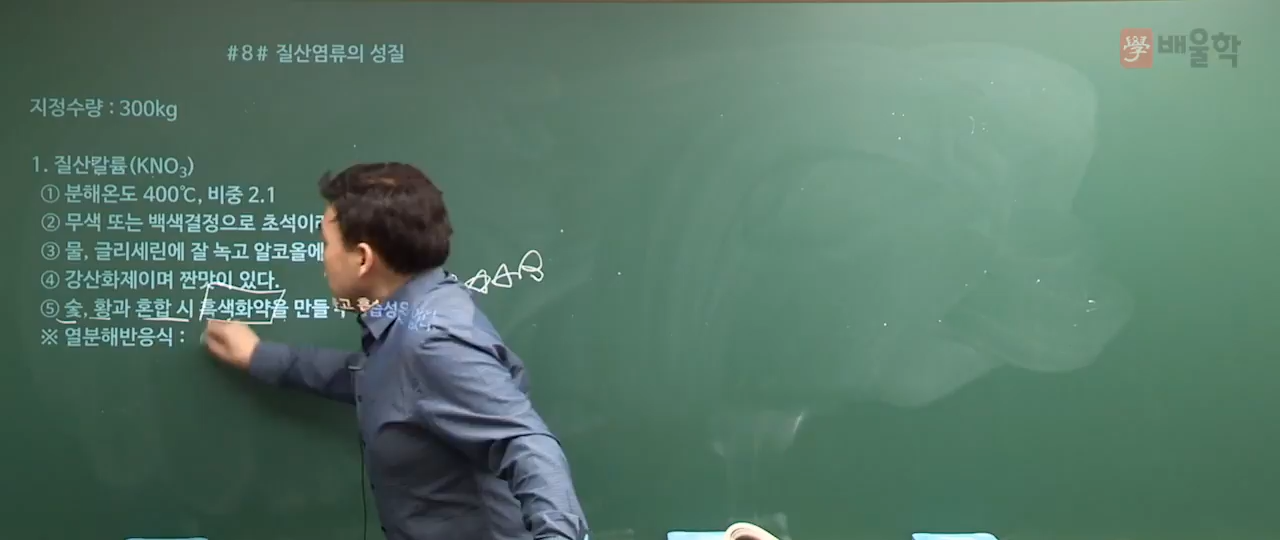 #8# 질산염류의 성질
學 배울학
지정수량 : 300kg
1. 질산칼륨(KNO₃)
① 분해온도 400℃, 비중 2.1
② 무색 또는 백색결정으로
③ 물, 글리세린에 잘 녹고 알코올에
④ 강산화제이며 짠맛이 있다.
⑤ 숯, 황과 혼합 시 흑색화약을 만들
※ 열분해반응식 :